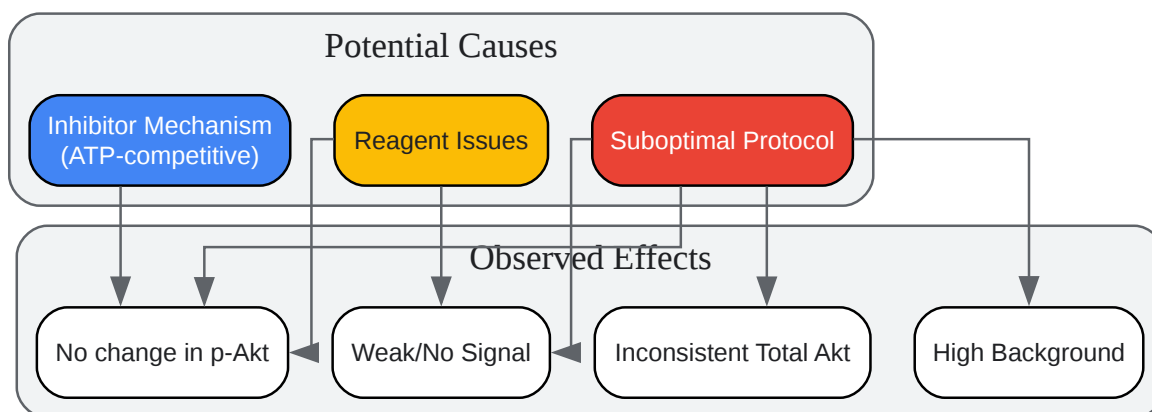 Potential Causes
Inhibitor Mechanism
(ATP-competitive)
Reagent Issues
Suboptimal Protocol
Observed Effects
No change in p-Akt
Weak/No Signal
Inconsistent Total Akt
High Background